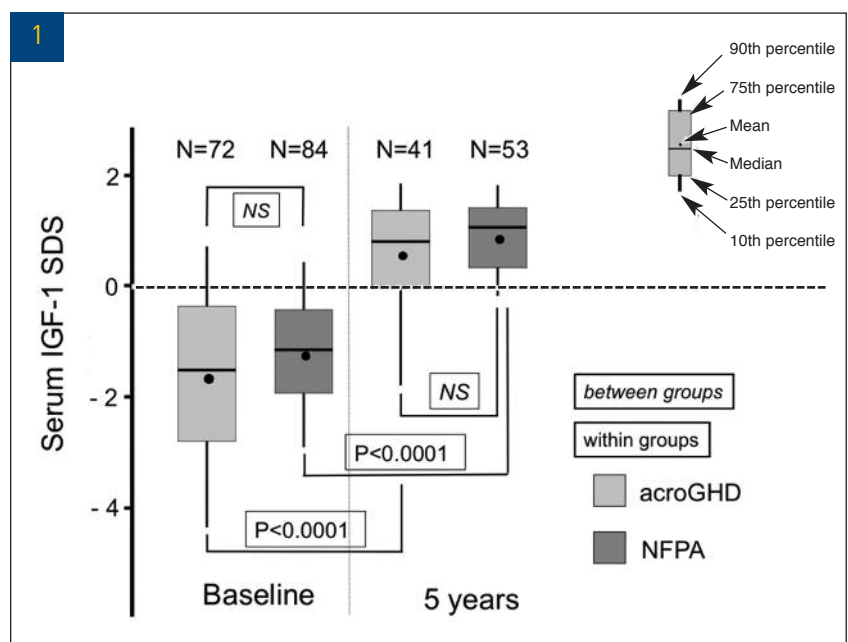 1
90th percentile
75th percentile
Mean
Median
25th percentile
10th percentile
N=72 N=84 N=41 N=53
2
NS
0
Serum IGF-1 SDS
- 2
NS
between groups
within groups
P<0.0001
- 4
acroGHD
P<0.0001
NFPA
Baseline 5 years